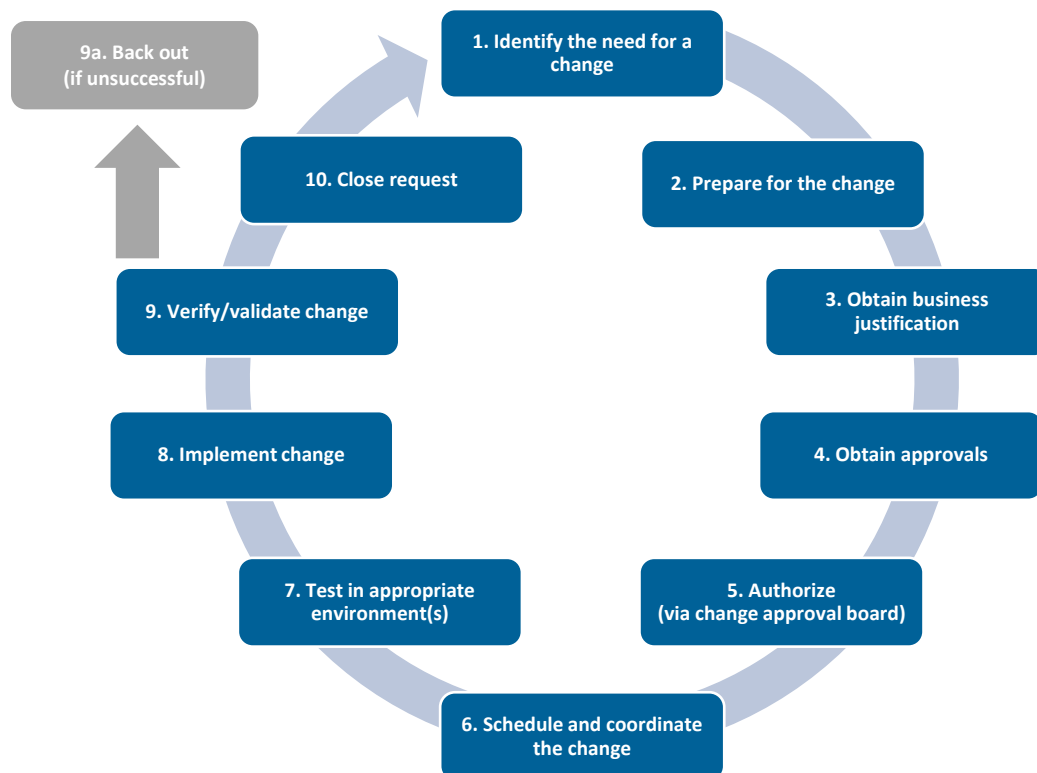 1. Identify the need for a
change
2. Prepare for the change
3. Obtain business
justification
4. Obtain approvals
5. Authorize
(via change approval board)
6. Schedule and coordinate
the change
7. Test in appropriate
environment(s)
8. Implement change
9. Verify/validate change
9a. Back out
(if unsuccessful)
10. Close request